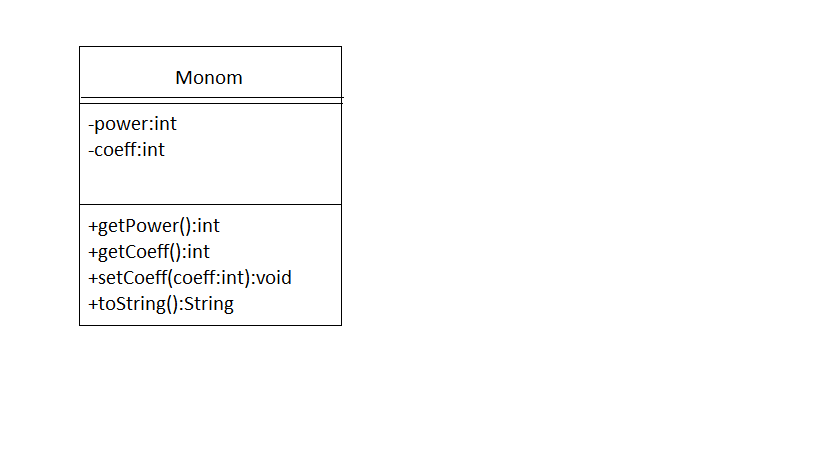 Monom
-power:int
-coeff:int
+getPower():int
+getCoeff():int
+setCoeff(coeff:int):void
+toString():String